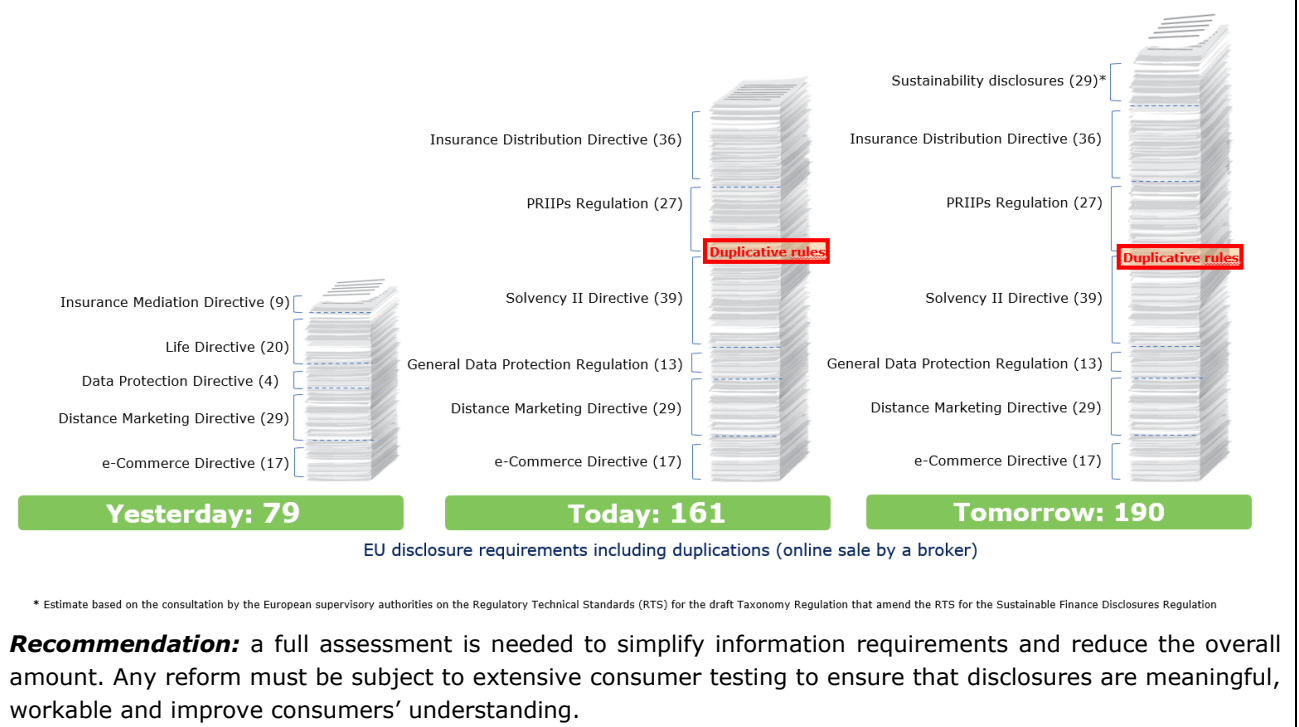 Insurance Mediation Directive (9)
Life Directive (20)
Data Protection Directive (4)
Distance Marketing Directive (29)
e-Commerce Directive (17)
Yesterday: 79
Insurance Distribution Directive (36)
PRIIPs Regulation (27)
Duplicative rules
Solvency II Directive (39)
General Data Protection Regulation (13)
Distance Marketing Directive (29)
e-Commerce Directive (17)
Today: 161
Sustainability disclosures (29)*
Insurance Distribution Directive (36)
PRIIPs Regulation (27)
Duplicative rules
Solvency II Directive (39)
General Data Protection Regulation (13)
Distance Marketing Directive (29)
e-Commerce Directive (17)
Tomorrow: 190
EU disclosure requirements including duplications (online sale by a broker)
* Estimate based on the consultation by the European supervisory authorities on the Regulatory Technical Standards (RTS) for the draft Taxonomy Regulation that amend the RTS for the Sustainable Finance Disclosures Regulation
Recommendation: a full assessment is needed to simplify information requirements and reduce the overall
amount. Any reform must be subject to extensive consumer testing to ensure that disclosures are meaningful,
workable and improve consumers’ understanding.